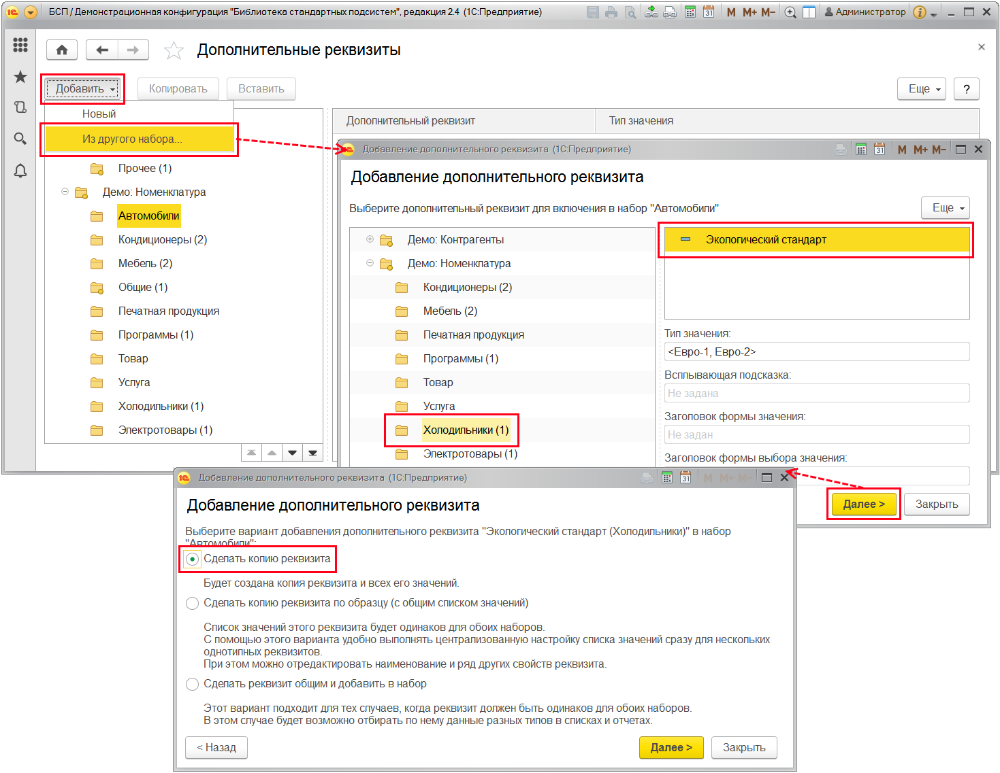 БСП / Демонстрационная конфигурация "Библиотека стандартных подсистем", редакция 2.4 (1С:Предприятие)
31
M M+ M−
Администратор
Дополнительные реквизиты
Добавить
Копировать
Вставить
Еще
?
Новый
Из другого набора...
Дополнительный реквизит
Тип значения
Прочее (1)
Демо: Номенклатура
Автомобили
Кондиционеры (2)
Мебель (2)
Общие (1)
Печатная продукция
Программы (1)
Товар
Услуга
Холодильники (1)
Электротовары (1)
Добавление дополнительного реквизита (1С:Предприятие)
31
M M+ M−
Добавление дополнительного реквизита
Выберите дополнительный реквизит для включения в набор "Автомобили"
Еще
Демо: Контрагенты
Демо: Номенклатура
Кондиционеры (2)
Мебель (2)
Печатная продукция
Программы (1)
Товар
Услуга
Холодильники (1)
Электротовары (1)
Экологический стандарт
Тип значения:
<Евро-1, Евро-2>
Всплывающая подсказка:
Не задана
Заголовок формы значения:
Не задан
Заголовок формы выбора значения:
Далее >
Закрыть
Добавление дополнительного реквизита (1С:Предприятие)
31
M M+ M−
Добавление дополнительного реквизита
Выберите вариант добавления дополнительного реквизита "Экологический стандарт (Холодильники)" в набор
"Автомобили":
Сделать копию реквизита
Будет создана копия реквизита и всех его значений.
Сделать копию реквизита по образцу (с общим списком значений)
Список значений этого реквизита будет одинаков для обоих наборов.
С помощью этого варианта удобно выполнять централизованную настройку списка значений сразу для нескольких
однотипных реквизитов.
При этом можно отредактировать наименование и ряд других свойств реквизита.
Сделать реквизит общим и добавить в набор
Этот вариант подходит для тех случаев, когда реквизит должен быть одинаков для обоих наборов.
В этом случае будет возможно отбирать по нему данные разных типов в списках и отчетах.
< Назад
Далее >
Закрыть